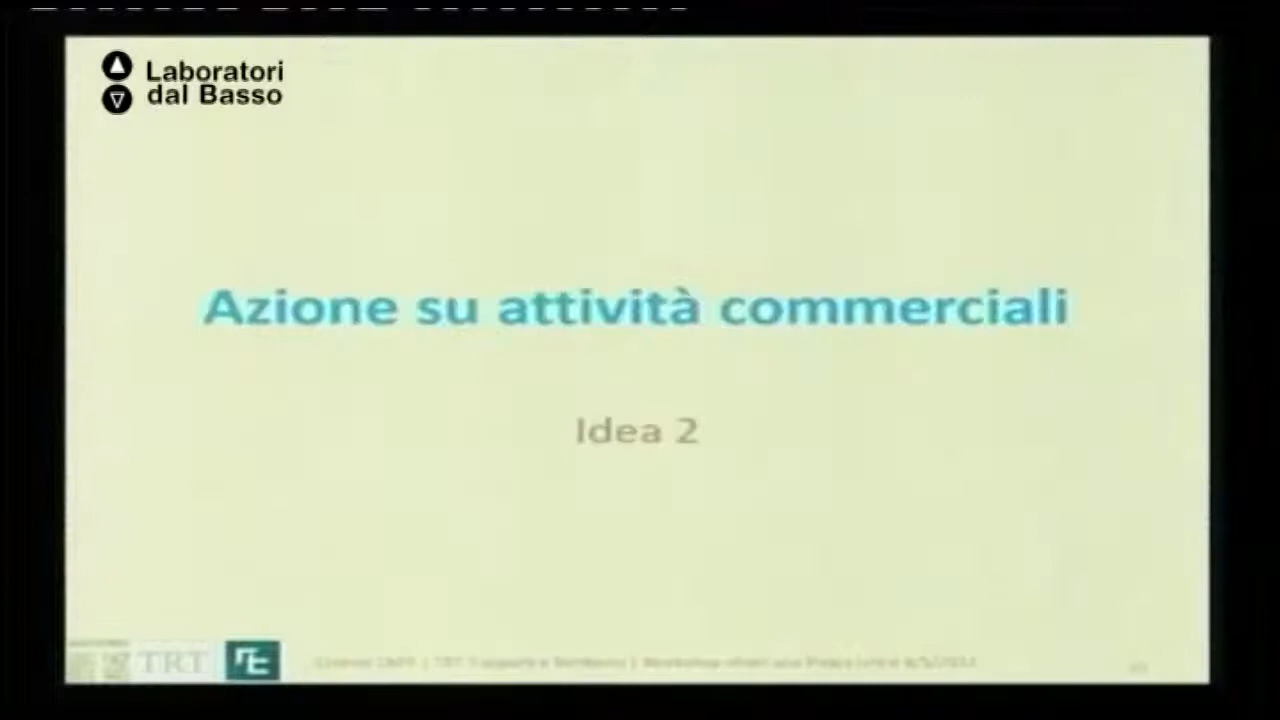 Laboratori
dal Basso
Azione su attività commerciali
Idea 2
TRT